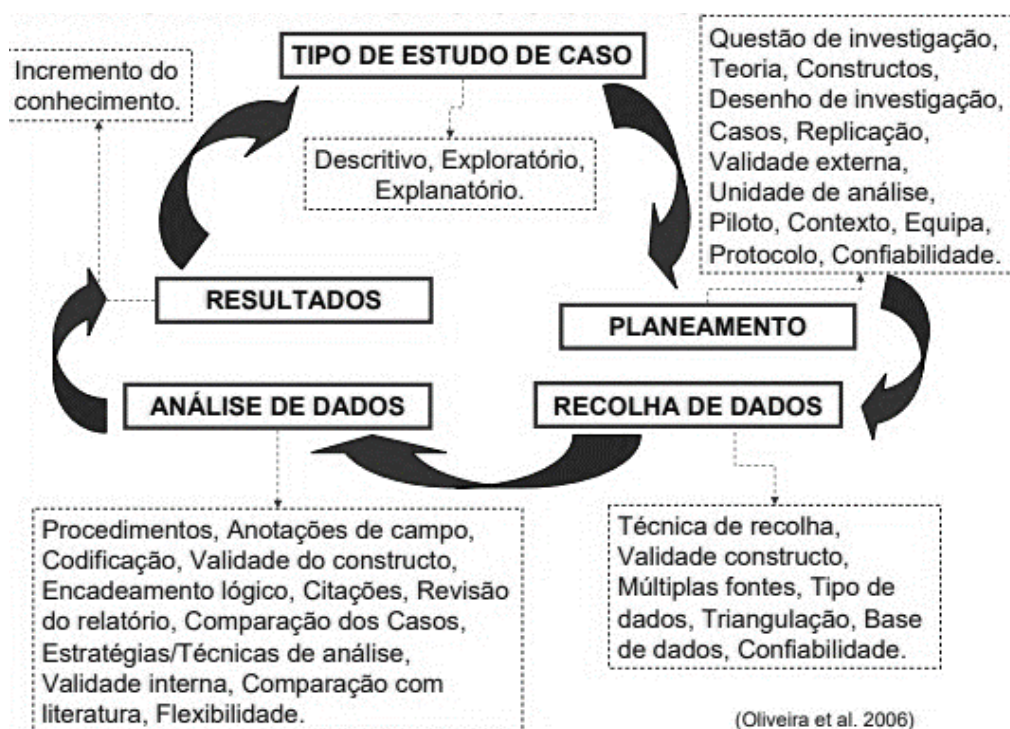 TIPO DE ESTUDO DE CASO
Incremento do
conhecimento.
Questão de investigação,
Teoria, Constructos,
Desenho de investigação,
Casos, Replicação,
Validade externa,
Unidade de análise,
Piloto, Contexto, Equipa,
Protocolo, Confiabilidade.
Descritivo, Exploratório,
Explanatório.
RESULTADOS
PLANEAMENTO
ANÁLISE DE DADOS
RECOLHA DE DADOS
Procedimentos, Anotações de campo,
Codificação, Validade do constructo,
Encadeamento lógico, Citações, Revisão
do relatório, Comparação dos Casos,
Estratégias/Técnicas de análise,
Validade interna, Comparação com
literatura, Flexibilidade.
Técnica de recolha,
Validade constructo,
Múltiplas fontes, Tipo de
dados, Triangulação, Base
de dados, Confiabilidade.
(Oliveira et al. 2006)